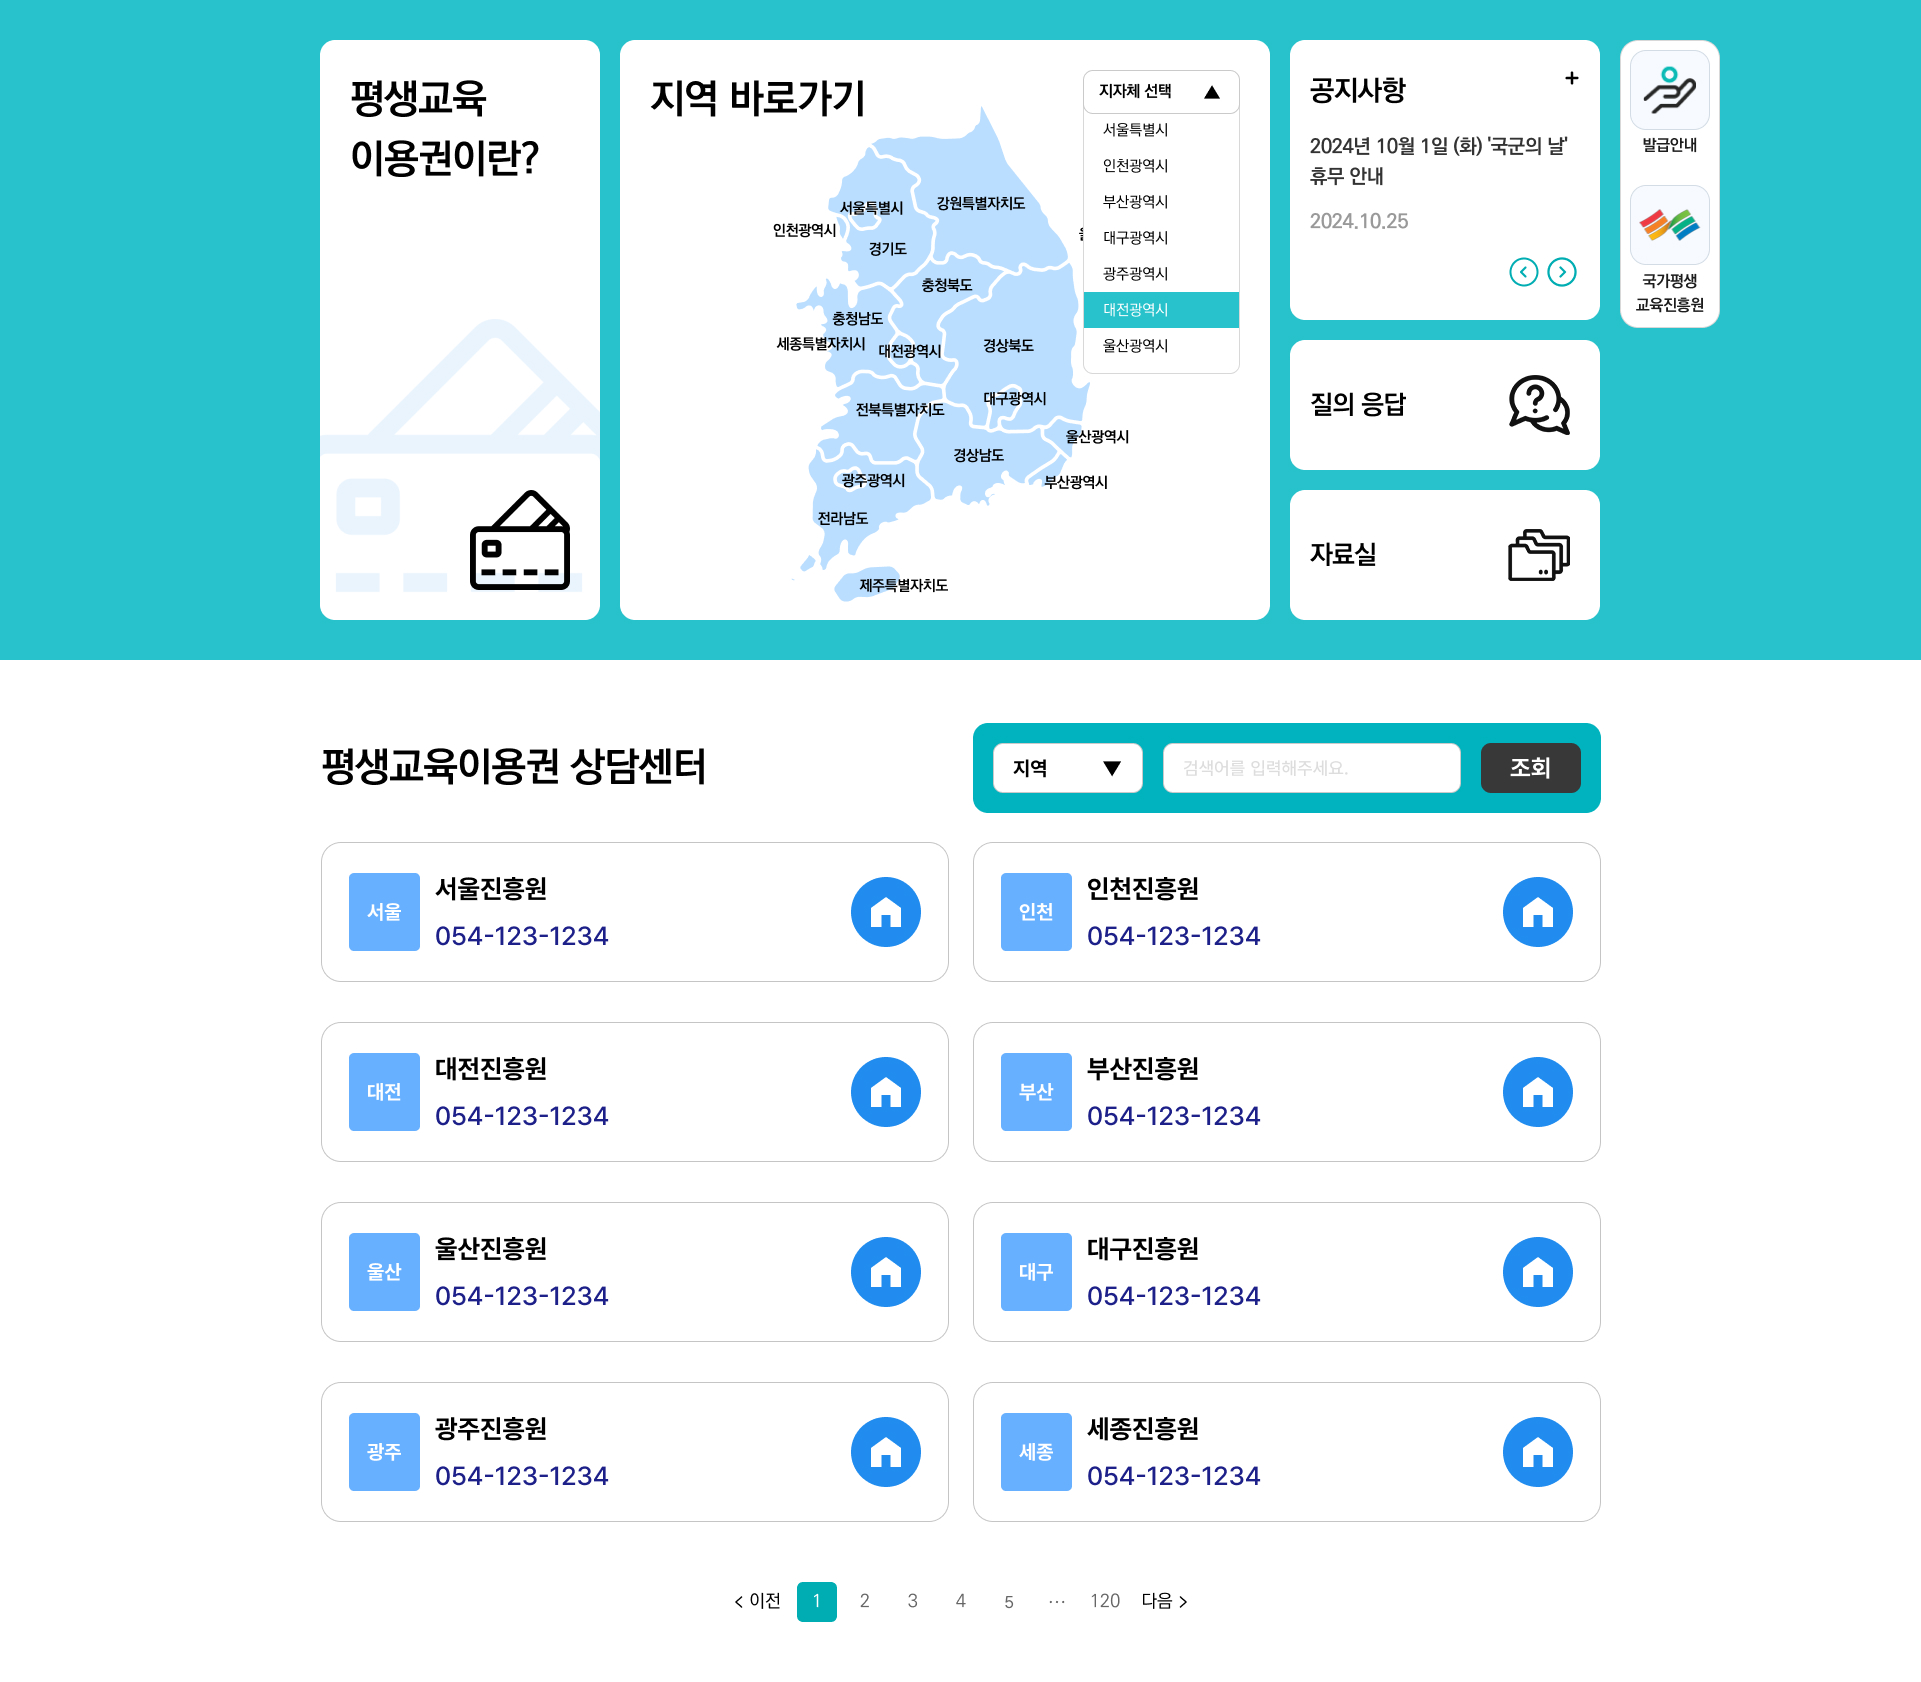 평생교육
이용권이란?
지역 바로가기
지자체 선택 ▲
서울특별시
인천광역시
부산광역시
대구광역시
광주광역시
대전광역시
울산광역시
서울특별시
강원특별자치도
인천광역시
경기도
충청북도
충청남도
세종특별자치시
대전광역시
경상북도
대구광역시
전북특별자치도
울산광역시
경상남도
광주광역시
부산광역시
전라남도
제주특별자치도
공지사항 +
2024년 10월 1일 (화) '국군의 날'
휴무 안내
2024.10.25
질의 응답
자료실
발급안내
국가평생
교육진흥원
평생교육이용권 상담센터
지역 ▼
검색어를 입력해주세요.
조회
서울
서울진흥원
054-123-1234
인천
인천진흥원
054-123-1234
대전
대전진흥원
054-123-1234
부산
부산진흥원
054-123-1234
울산
울산진흥원
054-123-1234
대구
대구진흥원
054-123-1234
광주
광주진흥원
054-123-1234
세종
세종진흥원
054-123-1234
< 이전 1 2 3 4 5 ··· 120 다음 >